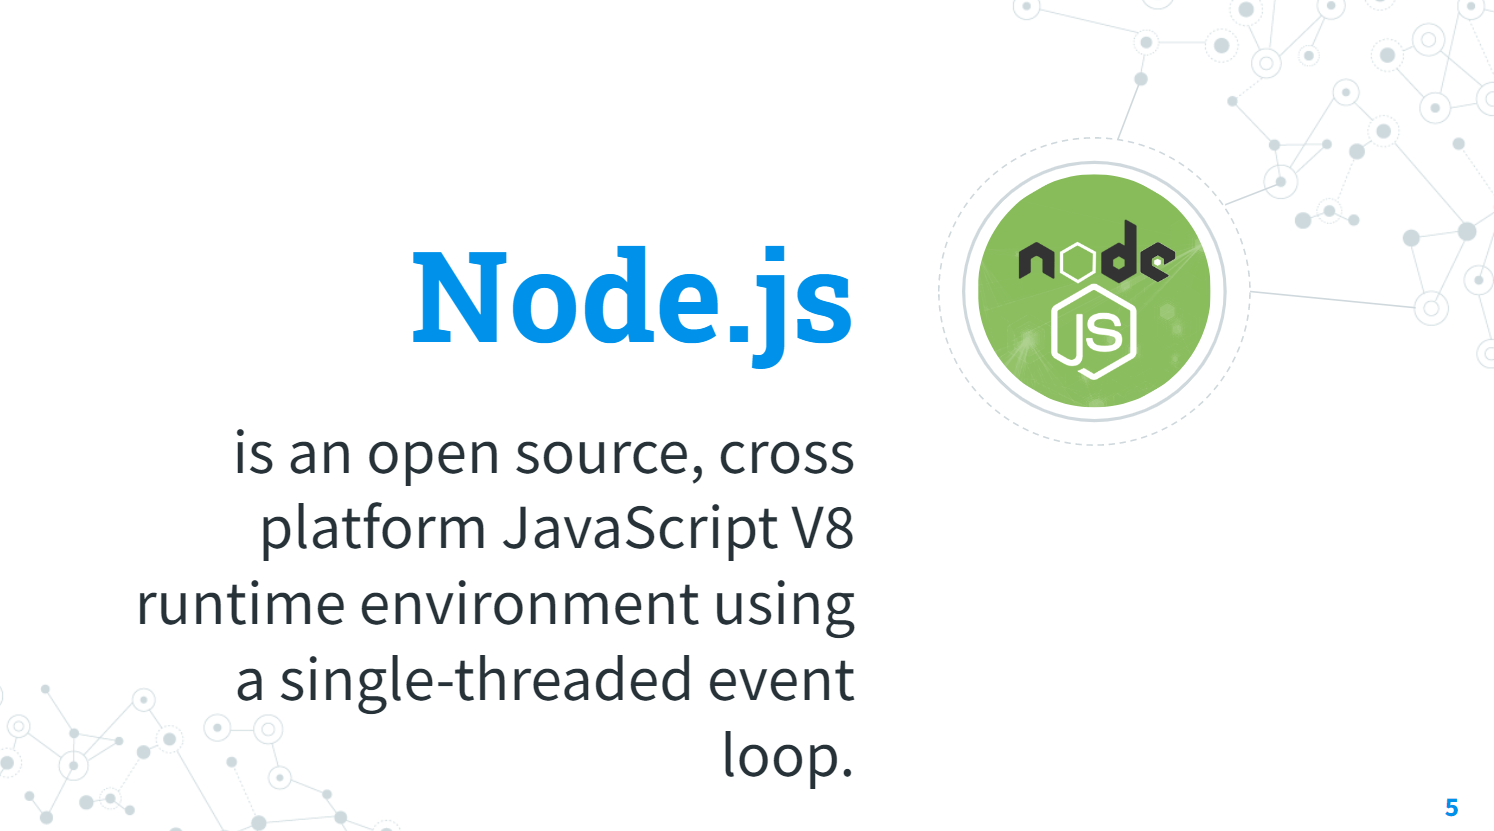 Node.js
is an open source, cross
platform JavaScript V8
runtime environment using
a single-threaded event
loop.
node
JS
5